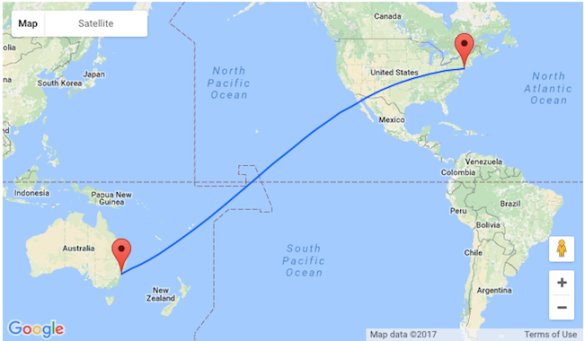 Map
Satellite
Canada
North
Pacific
Ocean
United States
Japan
South Korea
North
Atlantic
Ocean
Mexico
Venezuela
Colombia
Indonesia
Papua New
Guinea
Brazil
Peru
Bolivia
Australia
South
Pacific
Ocean
Chile
New
Zealand
Argentina
Google
Map data ©2017
Terms of Use